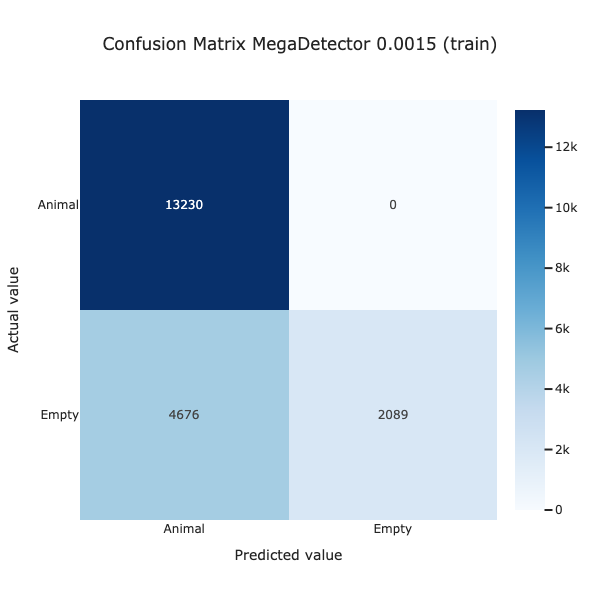 Confusion Matrix MegaDetector 0.0015 (train)
Actual value
Animal
13230
0
Empty
4676
2089
Animal
Empty
Predicted value
12k
10k
8k
6k
4k
2k
0